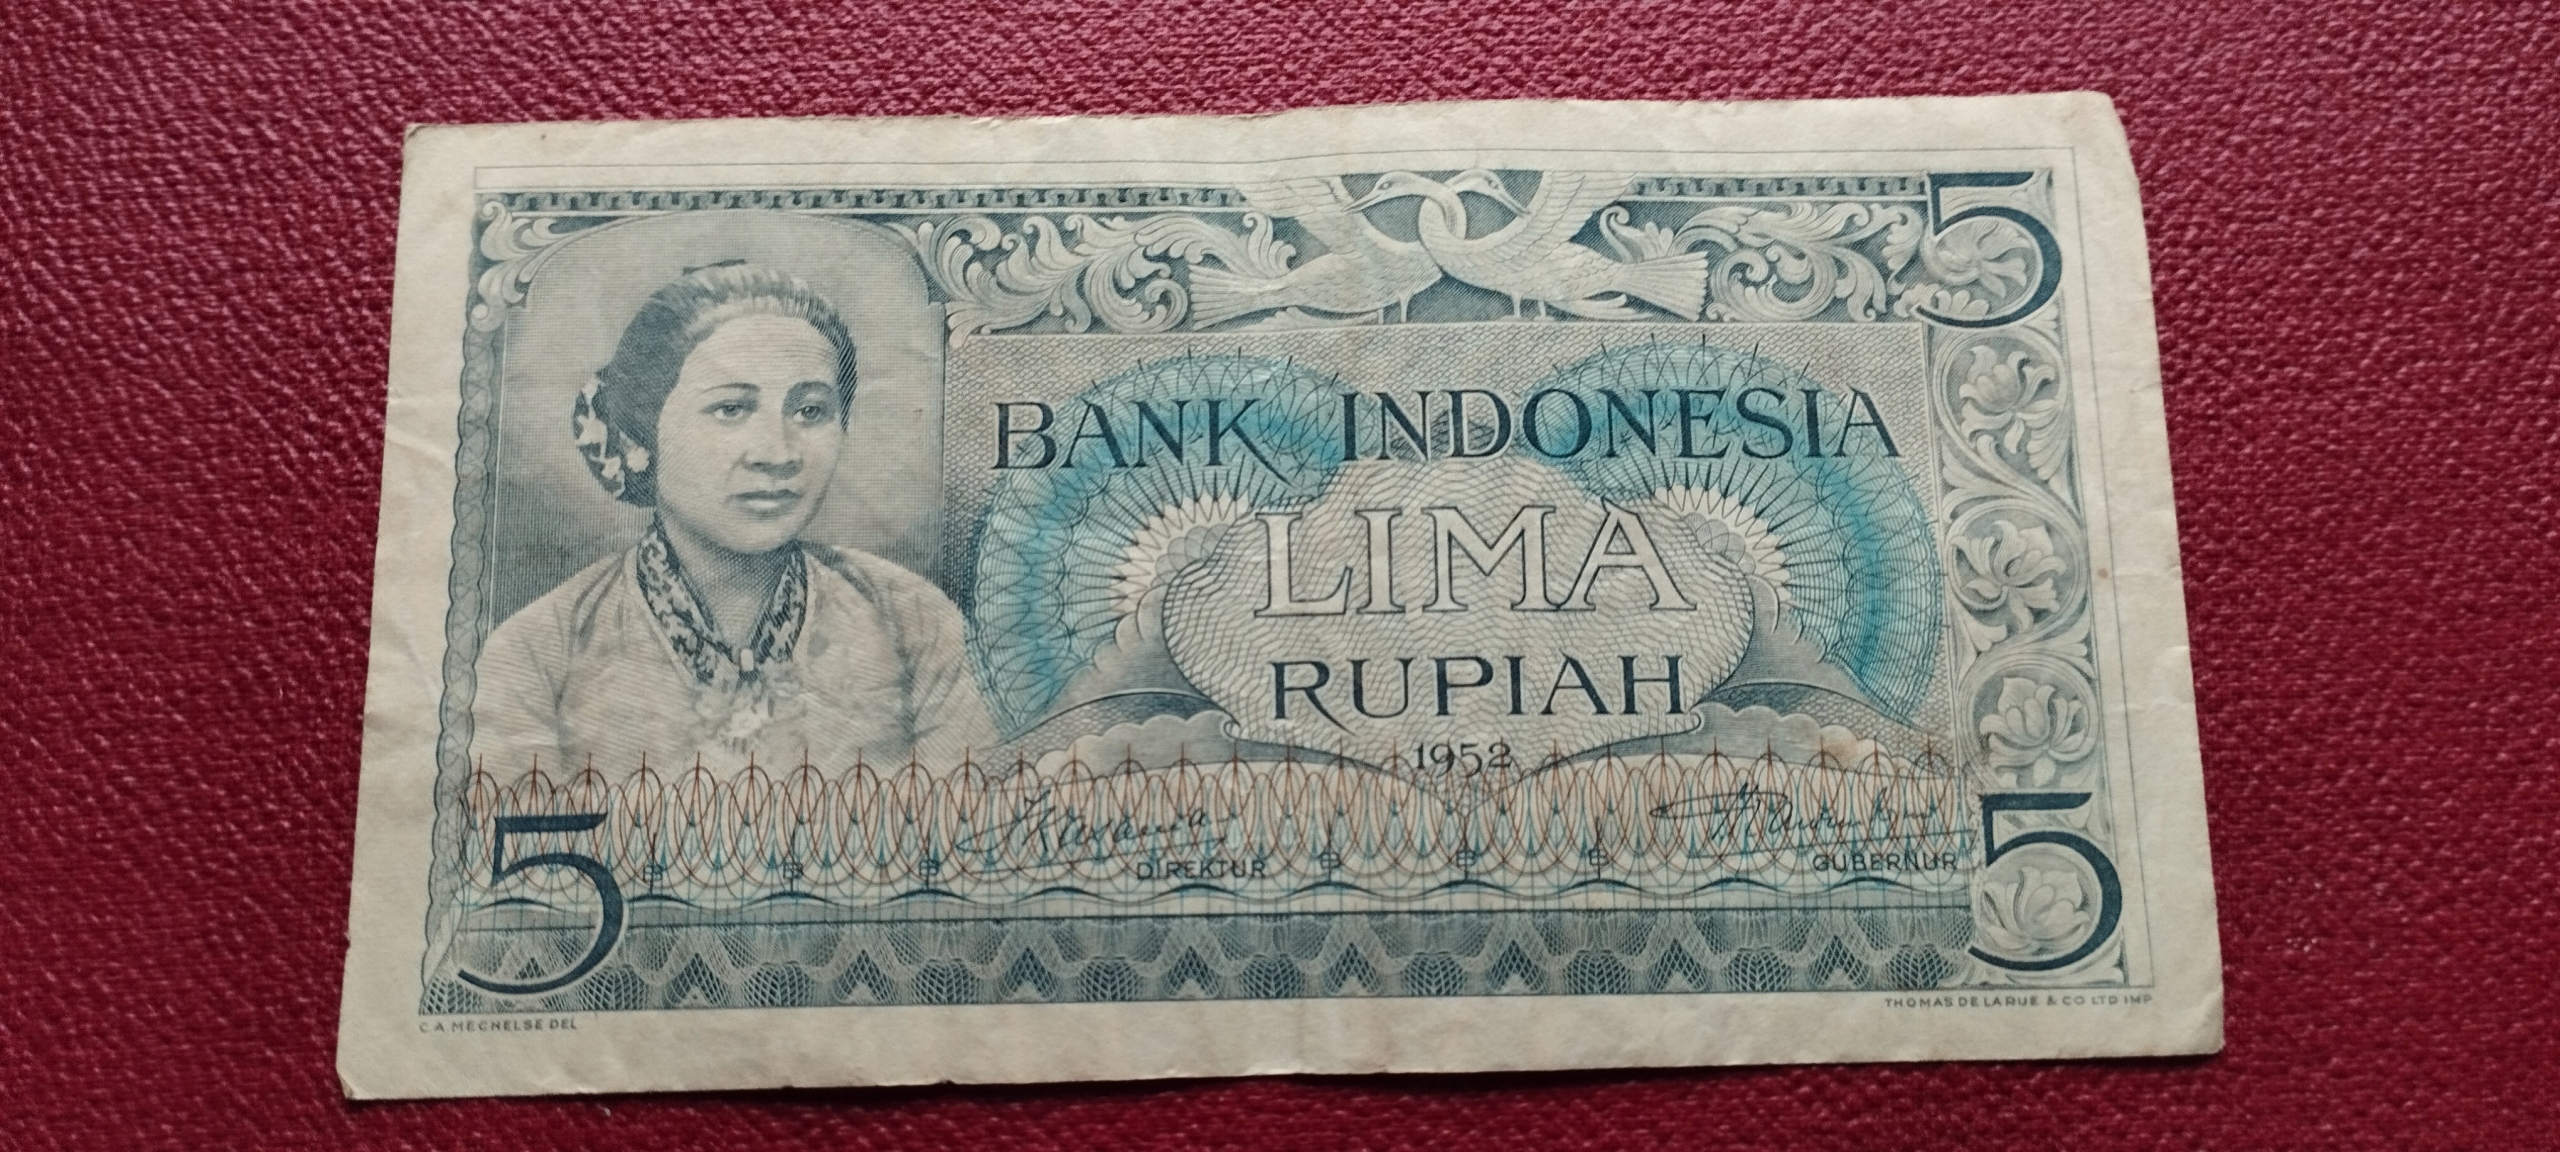 5
BANK INDONESIA
LIMA
RUPIAH
1952
DIREKTUR
GUBERNUR
5
5
C.A. MECHELSE DEL
THOMAS DE LA RUE & CO LTD IMP